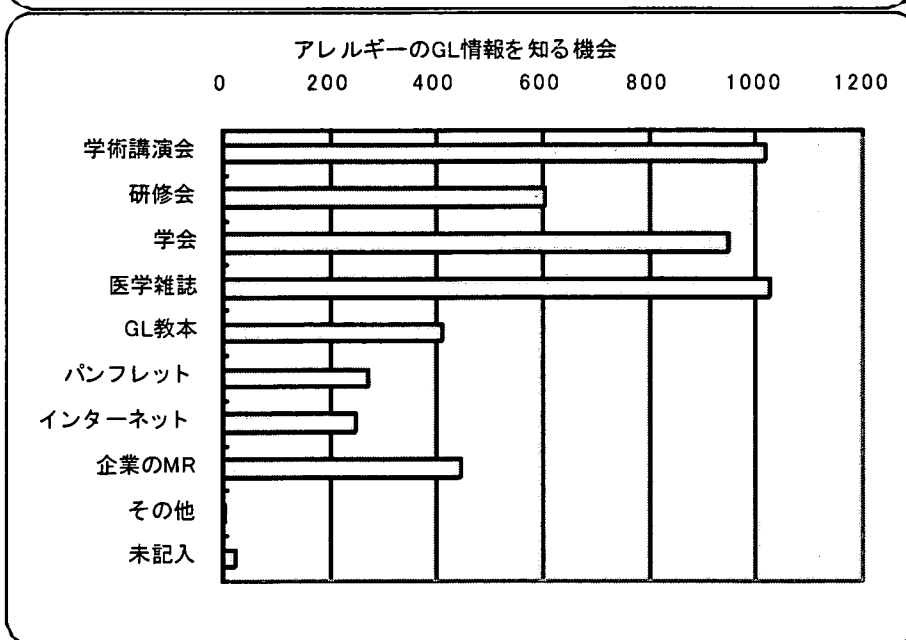 アレルギーのGL情報を知る機会
0 200 400 600 800 1000 1200
学術講演会
研修会
学会
医学雑誌
GL教本
パンフレット
インターネット
企業のMR
その他
未記入